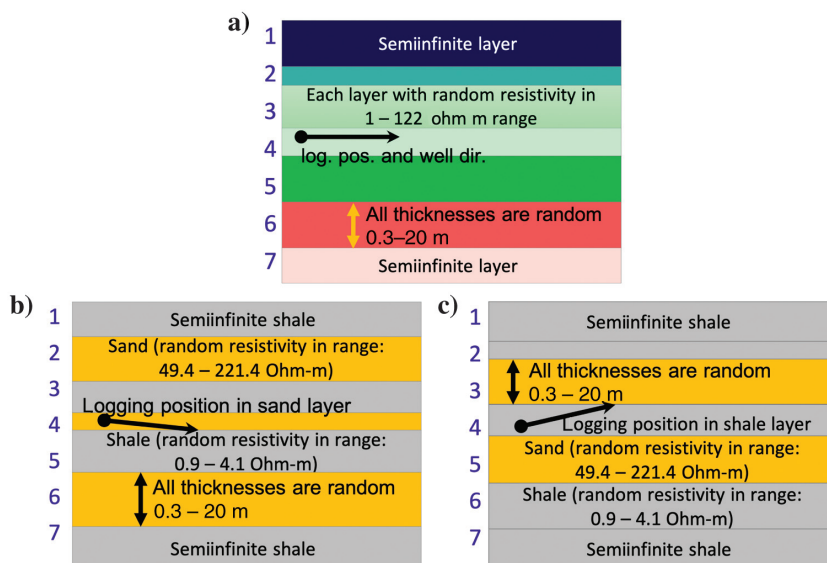 a)
1
Semiinfinite layer
2
Each layer with random resistivity in
3
1 – 122 ohm m range
4
log. pos. and well dir.
5
All thicknesses are random
6
0.3–20 m
7
Semiinfinite layer
b)
1
Semiinfinite shale
2
Sand (random resistivity in range:
49.4 – 221.4 Ohm-m)
3
Logging position in sand layer
4
Shale (random resistivity in range:
5
0.9 – 4.1 Ohm-m)
All thicknesses are random
6
0.3 – 20 m
7
Semiinfinite shale
c)
1
Semiinfinite shale
2
All thicknesses are random
3
0.3 – 20 m
4
Logging position in shale layer
Sand (random resistivity in range:
5
49.4 – 221.4 Ohm-m)
6
Shale (random resistivity in range:
0.9 – 4.1 Ohm-m)
7
Semiinfinite shale